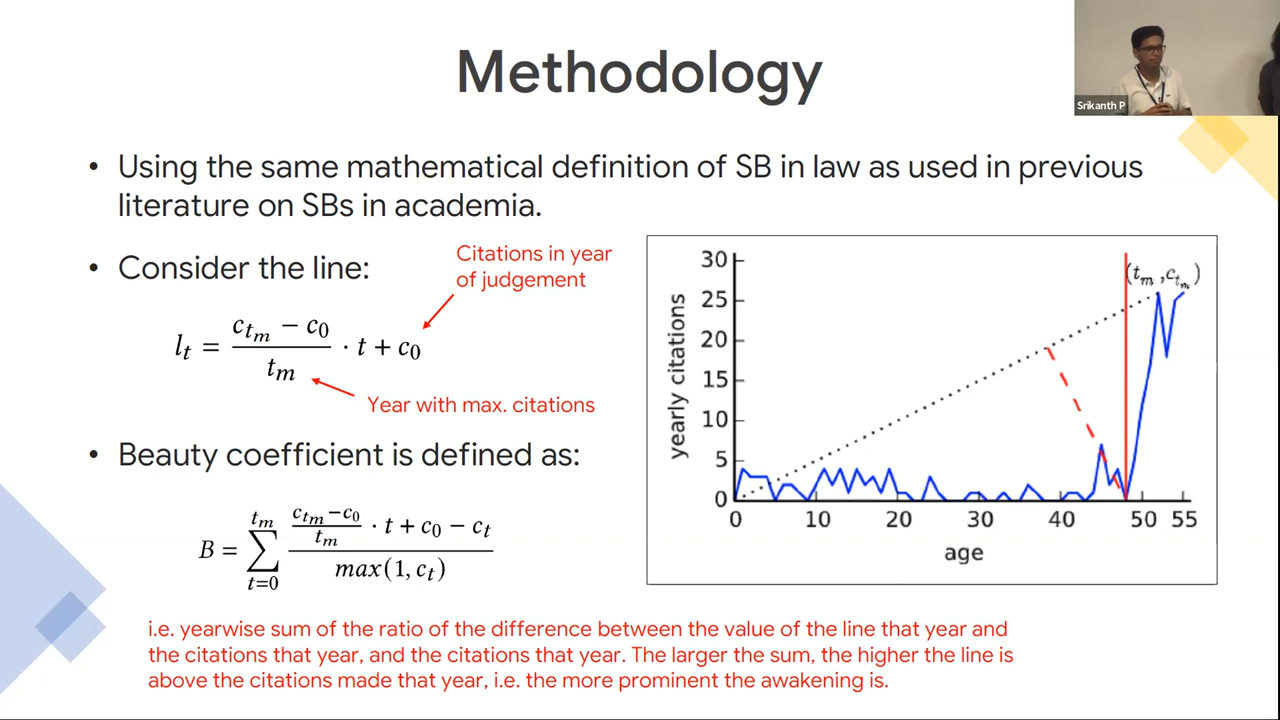 Methodology
Srikanth P
• Using the same mathematical definition of SB in law as used in previous
literature on SBs in academia.
• Consider the line:
Citations in year
of judgement
l_t = (c_{t_m} − c_0) / t_m · t + c_0
Year with max. citations
• Beauty coefficient is defined as:
B = ∑_{t=0}^{t_m} ((c_{t_m} − c_0) / t_m · t + c_0 − c_t) / max(1, c_t)
i.e. yearwise sum of the ratio of the difference between the value of the line that year and
the citations that year, and the citations that year. The larger the sum, the higher the line is
above the citations made that year, i.e. the more prominent the awakening is.
(t_m, c_{t_m})
yearly citations
30
25
20
15
10
5
0
0 10 20 30 40 50 55
age